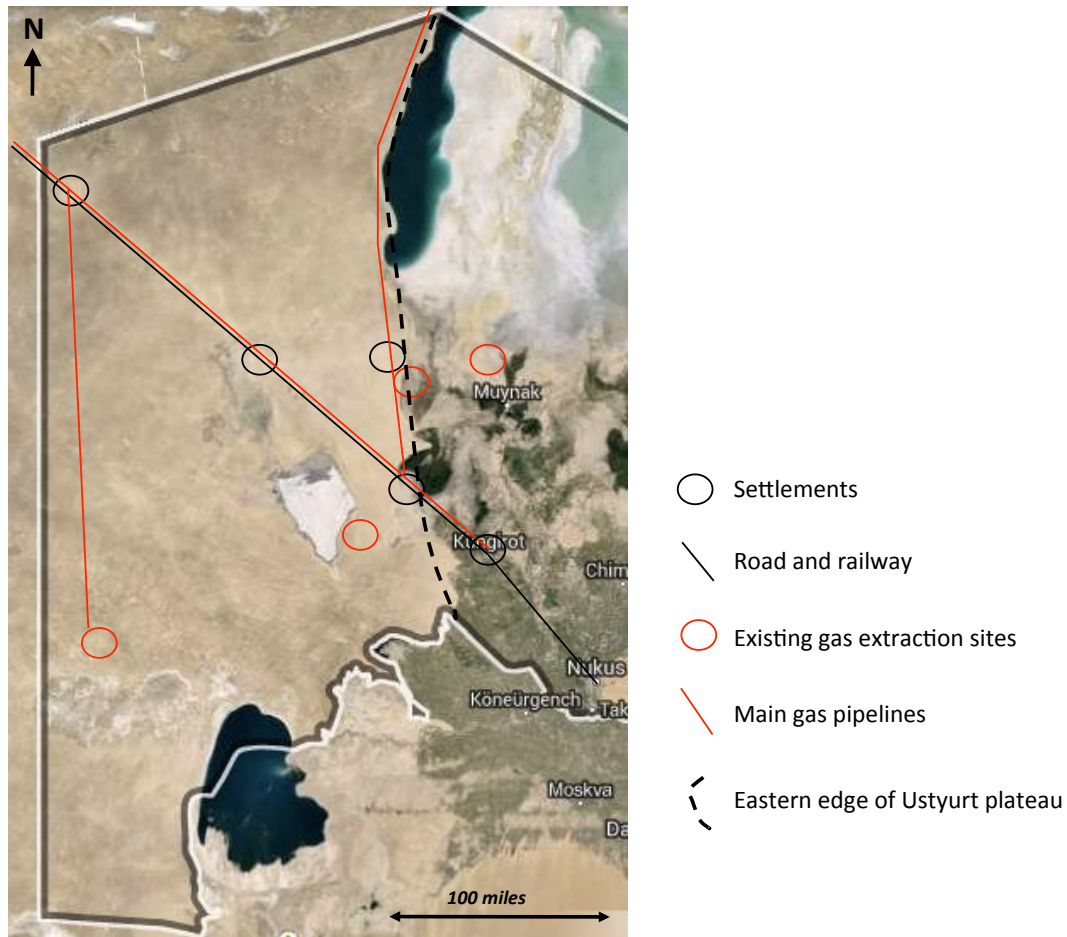 N
Muynak
Kungirot
Chim
Nukus
Köneürgench
Tak
Moskva
Da
100 miles
Settlements
Road and railway
Existing gas extraction sites
Main gas pipelines
Eastern edge of Ustyurt plateau